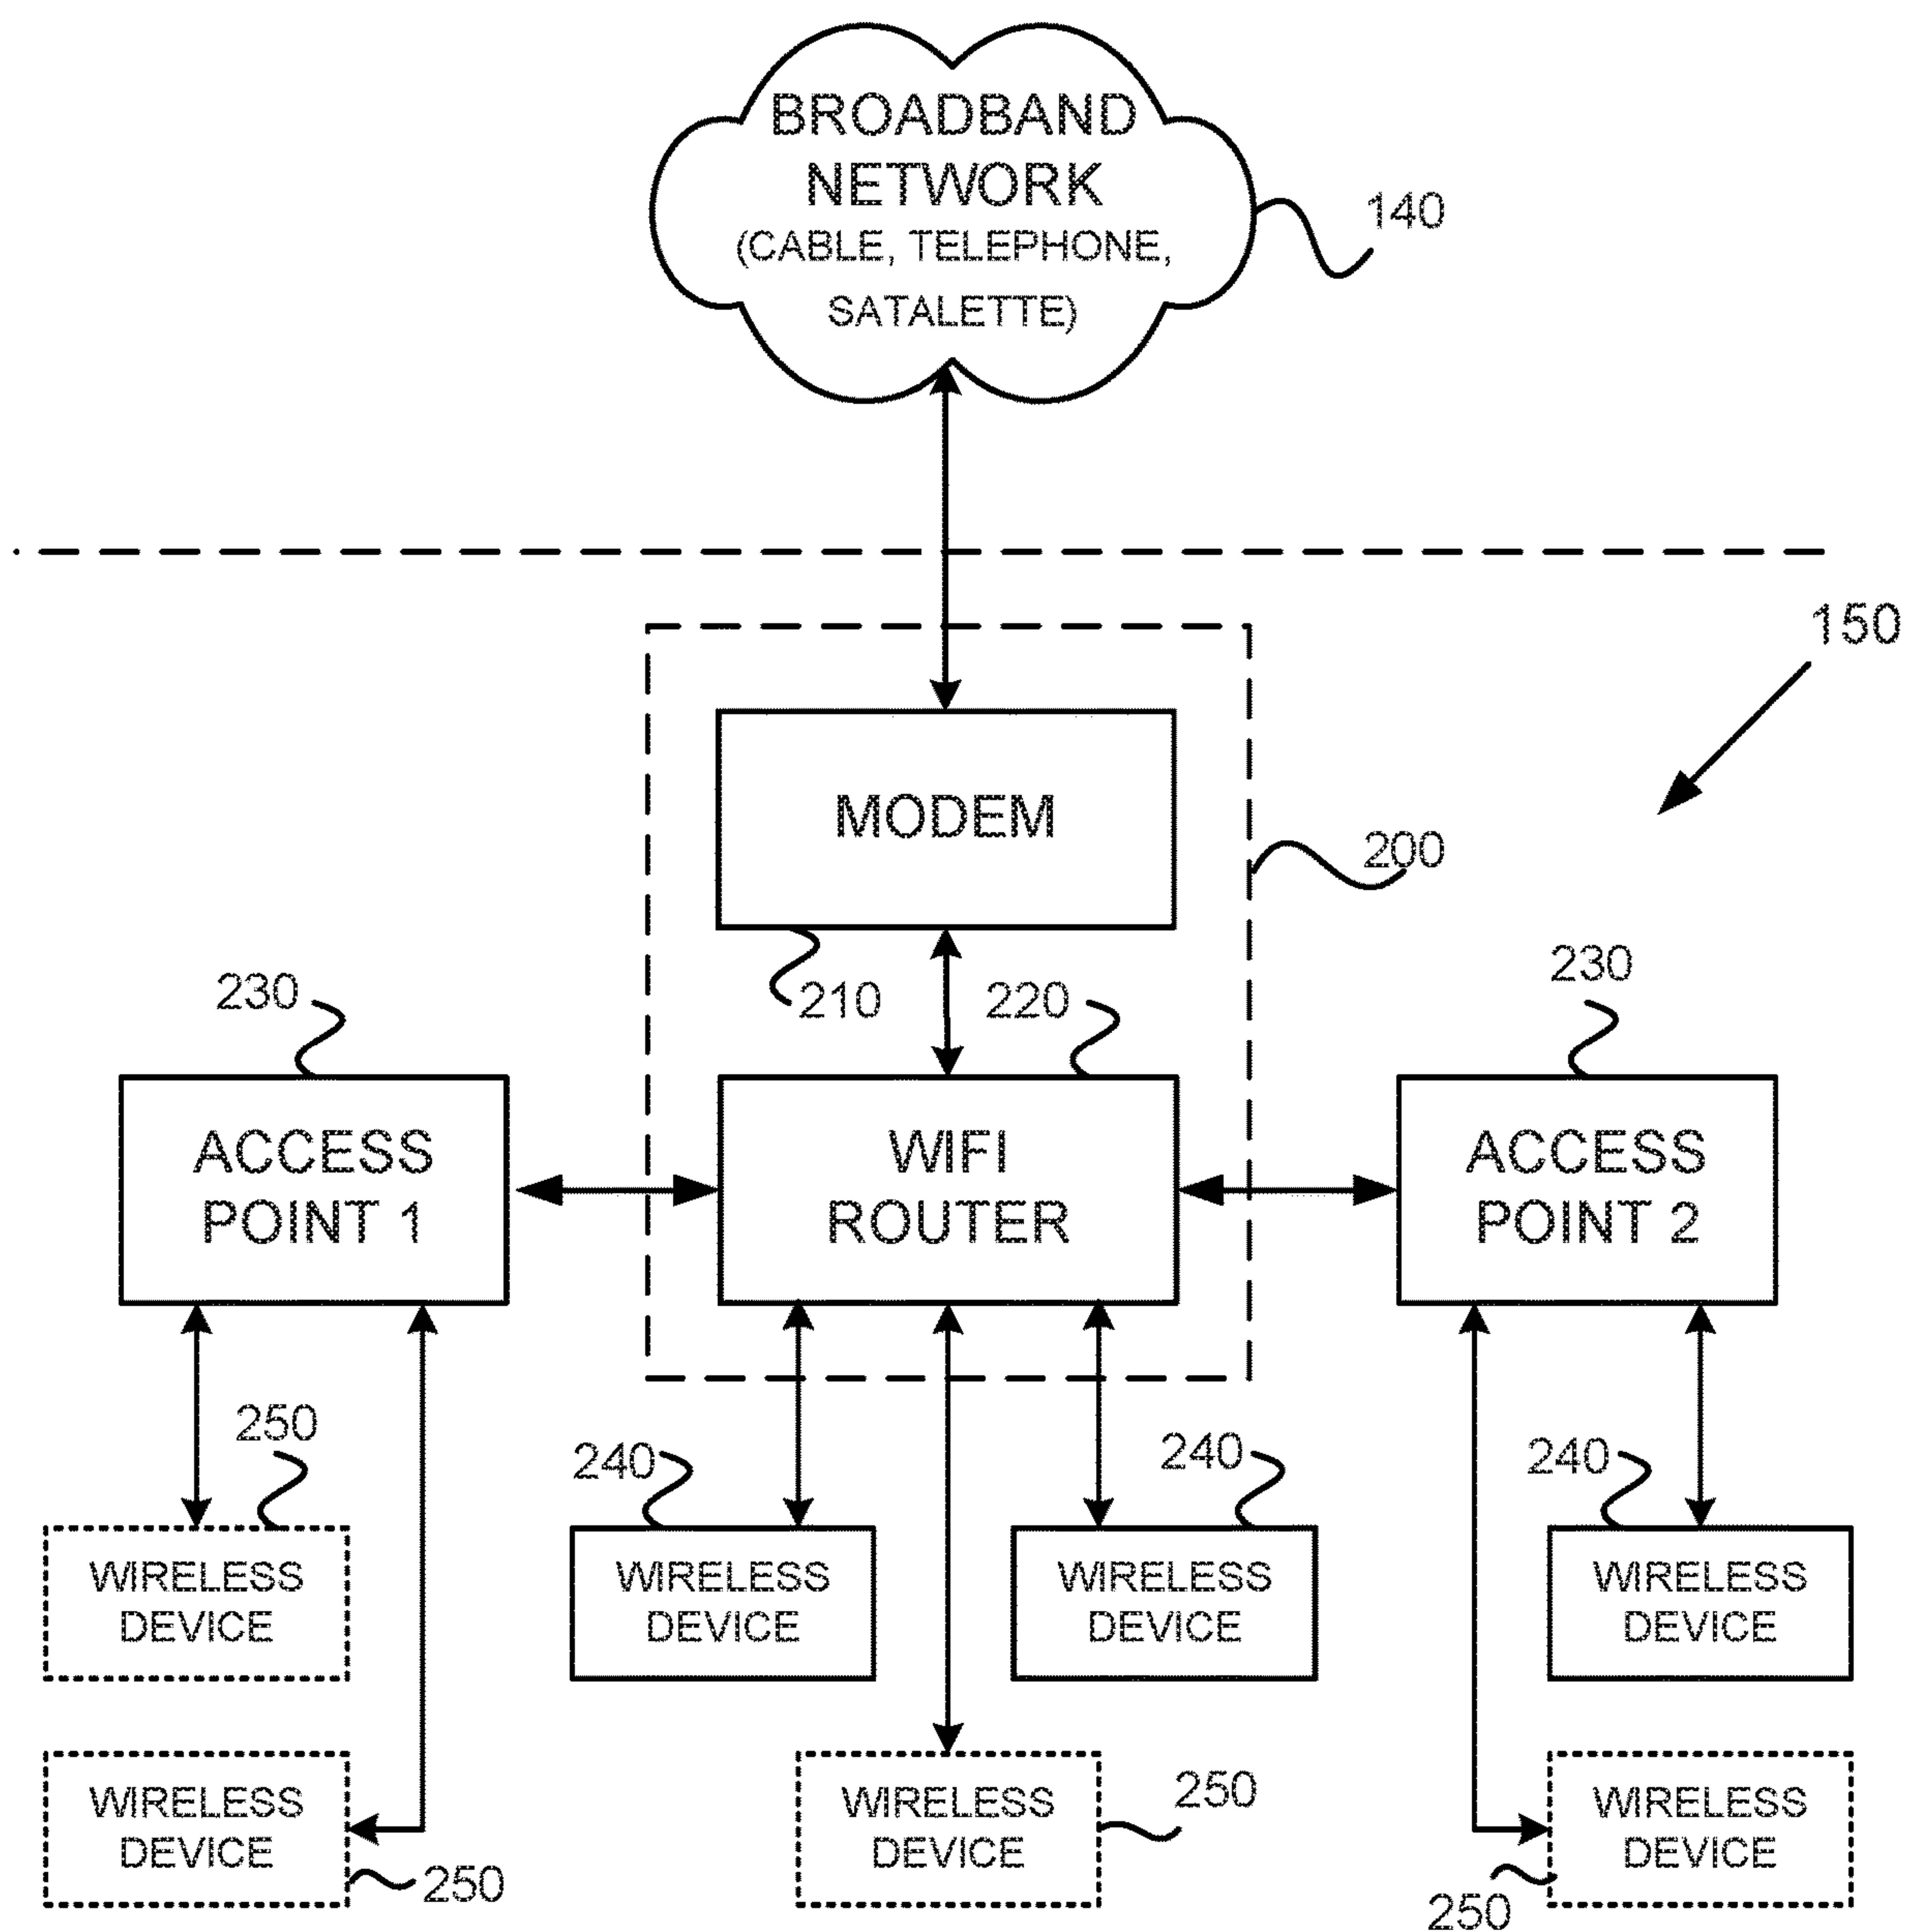 BROADBAND
NETWORK
(CABLE, TELEPHONE,
SATALETTE)
140
150
MODEM
200
210
220
230
230
ACCESS
POINT 1
WIFI
ROUTER
ACCESS
POINT 2
250
240
240
240
WIRELESS
DEVICE
WIRELESS
DEVICE
WIRELESS
DEVICE
WIRELESS
DEVICE
WIRELESS
DEVICE
250
WIRELESS
DEVICE
250
WIRELESS
DEVICE
250